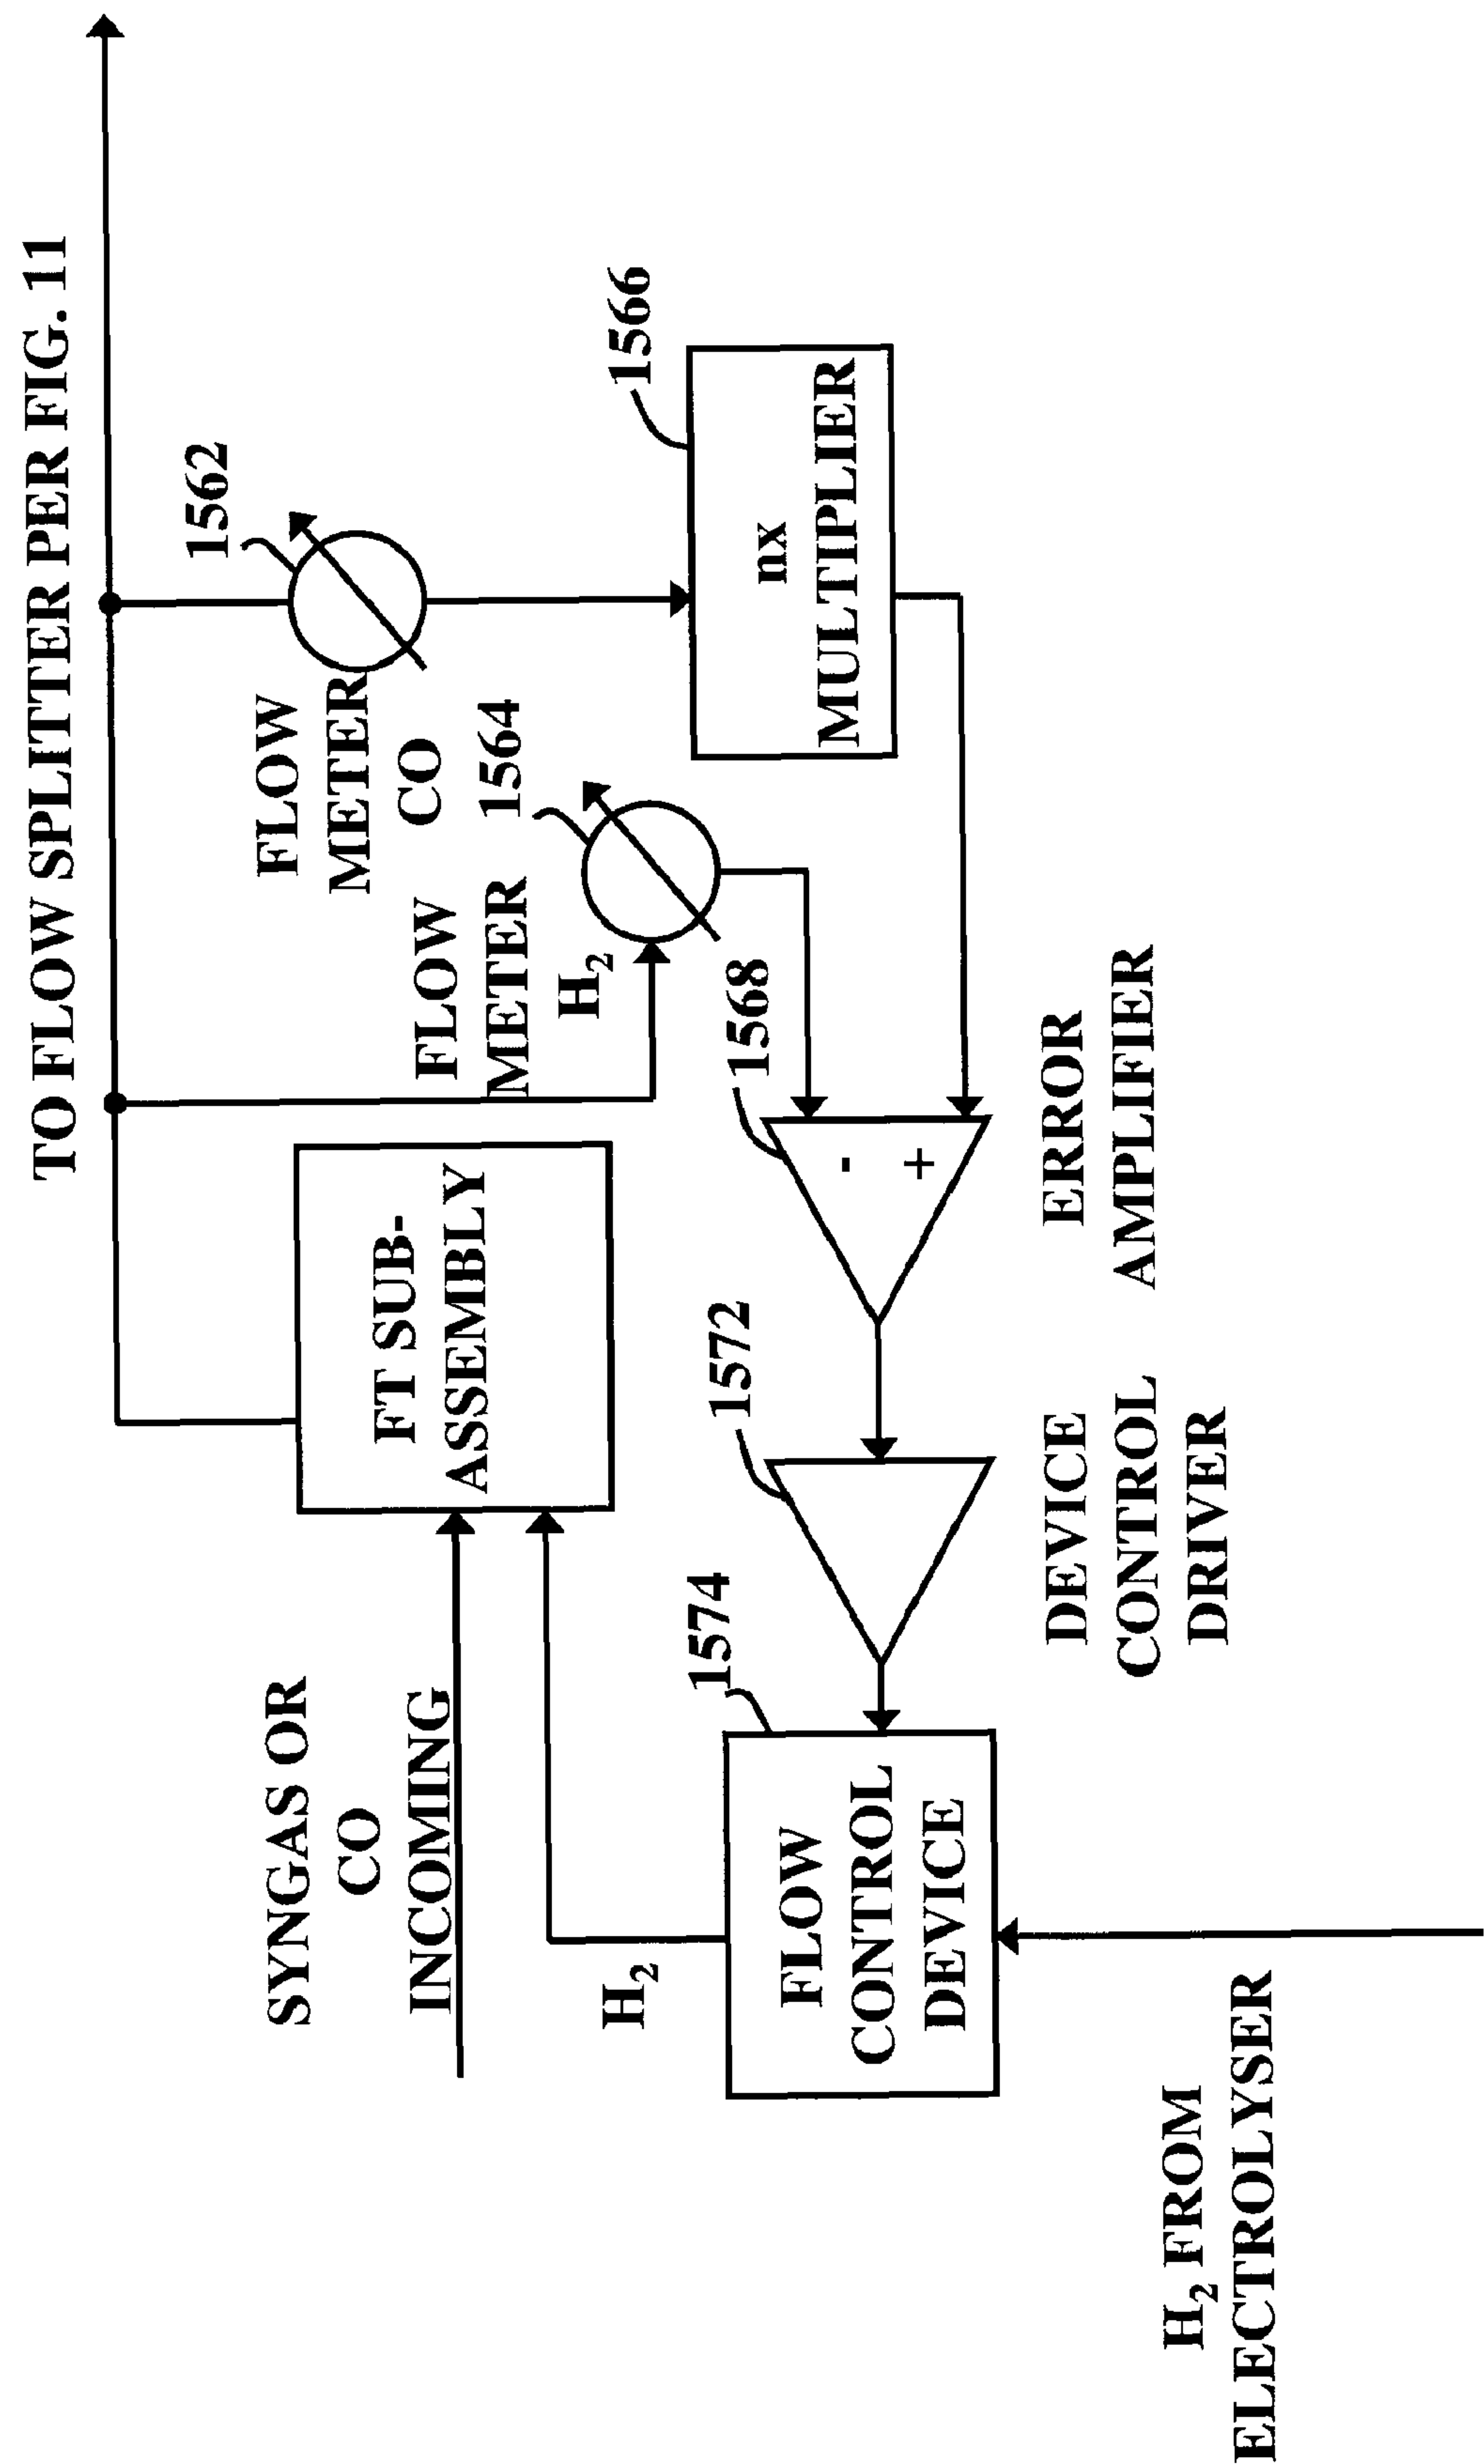 TO FLOW SPLITTER PER FIG. 11
1562
FLOW
METER
CO
1564
FLOW
METER
H₂
1566
nx
MULTIPLIER
SYNGAS OR
CO
INCOMING
FT SUB-
ASSEMBLY
H₂
1574
FLOW
CONTROL
DEVICE
1572
1568
-
+
DEVICE
CONTROL
DRIVER
ERROR
AMPLIFIER
H₂ FROM
ELECTROLYSER